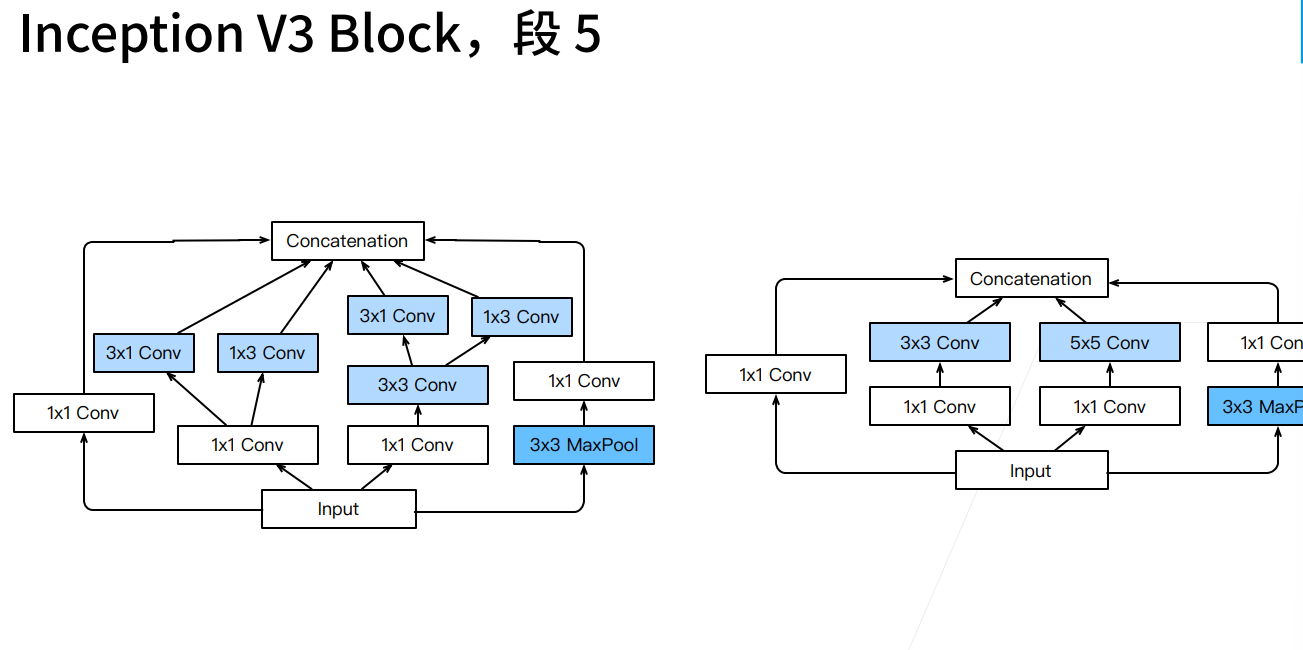 Inception V3 Block，段 5
Concatenation
3x1 Conv
1x3 Conv
3x1 Conv
1x3 Conv
3x3 Conv
1x1 Conv
1x1 Conv
1x1 Conv
1x1 Conv
3x3 MaxPool
Input
Concatenation
3x3 Conv
5x5 Conv
1x1 Con
1x1 Conv
1x1 Conv
1x1 Conv
3x3 MaxP
Input